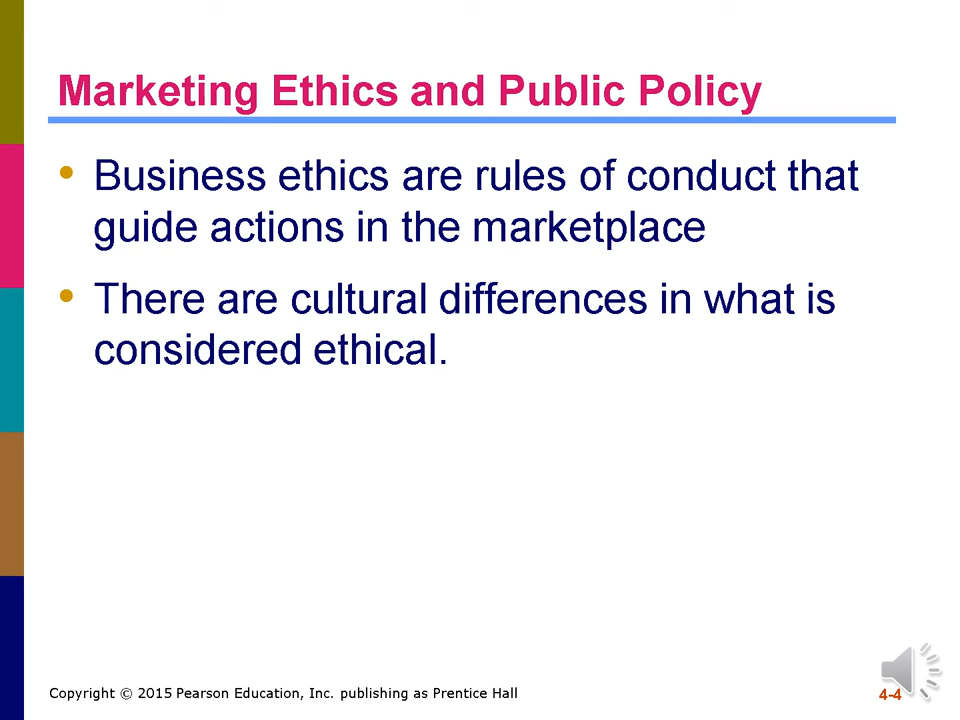 Marketing Ethics and Public Policy
• Business ethics are rules of conduct that
guide actions in the marketplace
• There are cultural differences in what is
considered ethical.
Copyright © 2015 Pearson Education, Inc. publishing as Prentice Hall
4-4